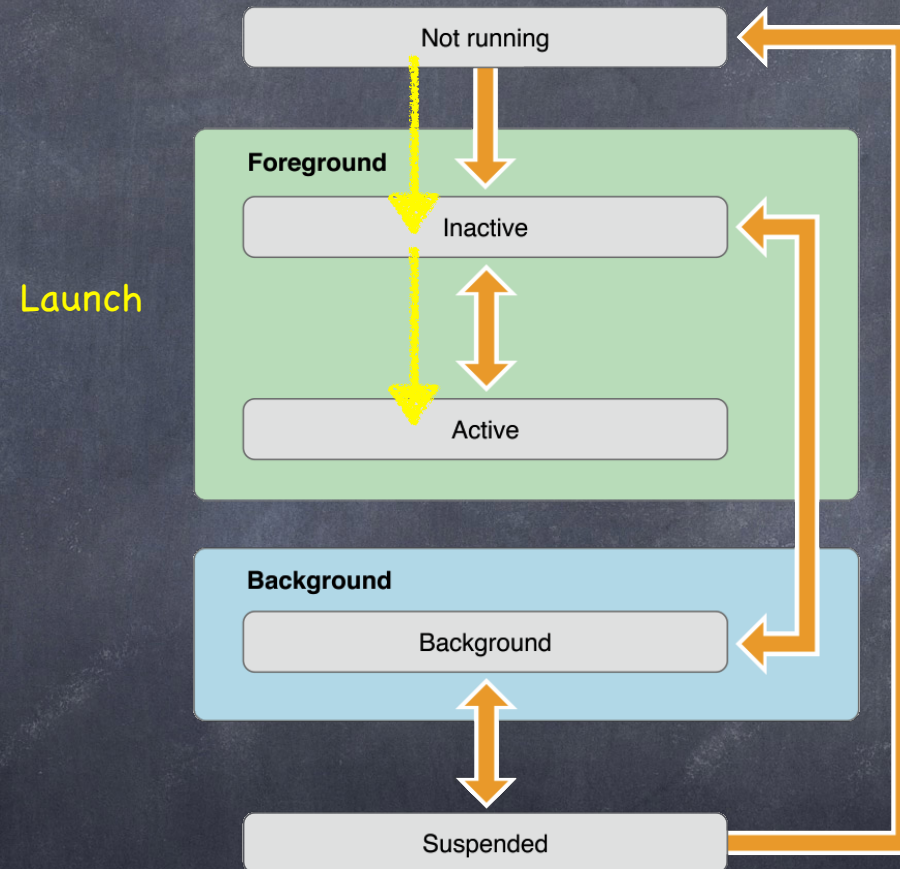 Not running
Foreground
Inactive
Launch
Active
Background
Background
Suspended